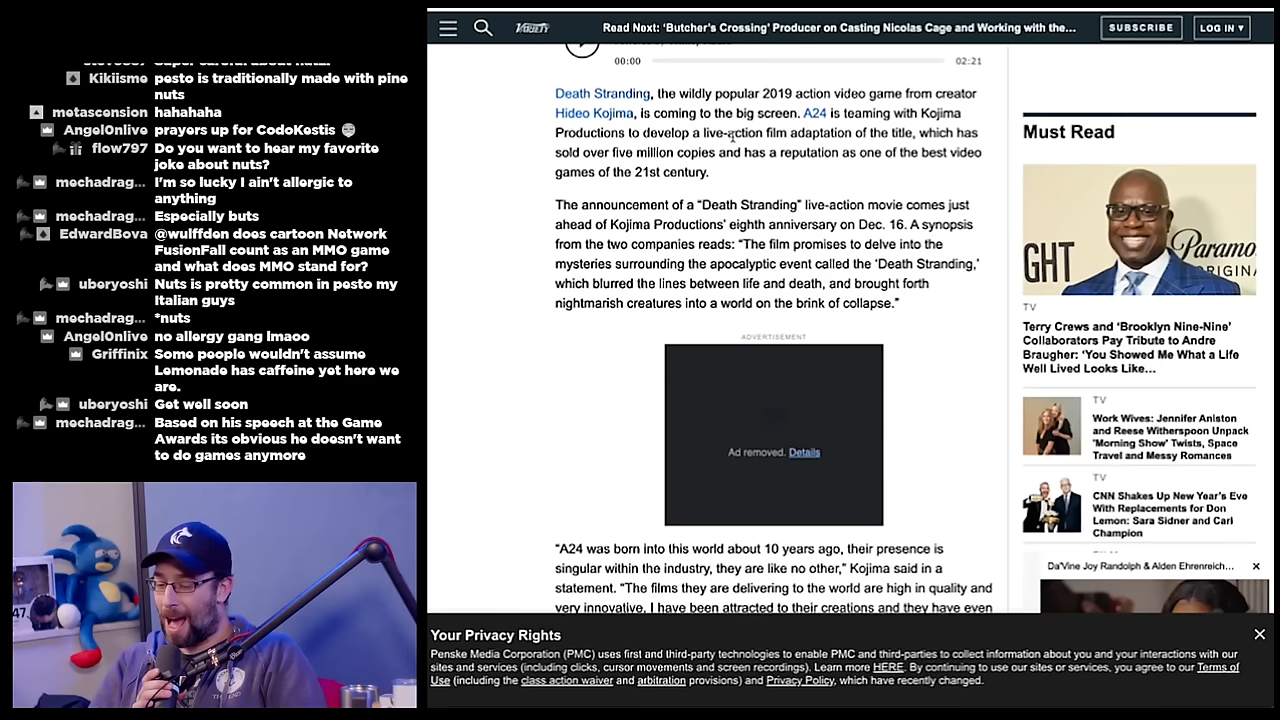 Kikiisme pesto is traditionally made with pine
nuts
metascension hahahaha
AngelOnlive prayers up for CodoKestis
flow797 Do you want to hear my favorite
joke about nuts?
mechadrag... I'm so lucky I ain't allergic to
anything
mechadrag... Especially buts
EdwardBova @wulffden does cartoon Network
FusionFall count as an MMO game
and what does MMO stand for?
uberyoshi Nuts is pretty common in pesto my
Italian guys
mechadrag... *nuts
AngelOnlive no allergy gang lmaoo
Griffinix Some people wouldn't assume
Lemonade has caffeine yet here we
are.
uberyoshi Get well soon
mechadrag... Based on his speech at the Game
Awards its obvious he doesn't want
to do games anymore
47
VARIETY
Read Next: ‘Butcher's Crossing’ Producer on Casting Nicolas Cage and Working with the...
SUBSCRIBE
LOG IN ▾
00:00
02:21
Death Stranding, the wildly popular 2019 action video game from creator
Hideo Kojima, is coming to the big screen. A24 is teaming with Kojima
Productions to develop a live-action film adaptation of the title, which has
sold over five million copies and has a reputation as one of the best video
games of the 21st century.
The announcement of a “Death Stranding” live-action movie comes just
ahead of Kojima Productions’ eighth anniversary on Dec. 16. A synopsis
from the two companies reads: “The film promises to delve into the
mysteries surrounding the apocalyptic event called the ‘Death Stranding,’
which blurred the lines between life and death, and brought forth
nightmarish creatures into a world on the brink of collapse.”
ADVERTISEMENT
Ad removed. Details
“A24 was born into this world about 10 years ago, their presence is
singular within the industry, they are like no other,” Kojima said in a
statement. “The films they are delivering to the world are high in quality and
very innovative. I have been attracted to their creations and they have even
Must Read
GHT
Paramo
RIGINA
TV
Terry Crews and ‘Brooklyn Nine-Nine’
Collaborators Pay Tribute to Andre
Braugher: ‘You Showed Me What a Life
Well Lived Looks Like…
TV
Work Wives: Jennifer Aniston
and Reese Witherspoon Unpack
'Morning Show' Twists, Space
Travel and Messy Romances
TV
CNN Shakes Up New Year’s Eve
With Replacements for Don
Lemon: Sara Sidner and Cari
Champion
Da'Vine Joy Randolph & Alden Ehrenreich...
Your Privacy Rights
Penske Media Corporation (PMC) uses first and third-party technologies to enable PMC and third-parties to collect information about you and your interactions with our
sites and services (including clicks, cursor movements and screen recordings). Learn more HERE. By continuing to use our sites or services, you agree to our Terms of
Use (including the class action waiver and arbitration provisions) and Privacy Policy, which have recently changed.